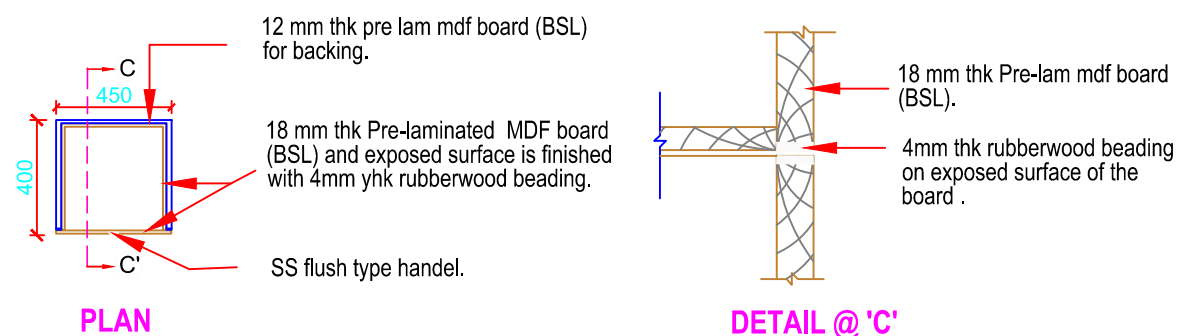 12 mm thk pre lam mdf board (BSL)
for backing.
C
450
400
18 mm thk Pre-laminated MDF board
(BSL) and exposed surface is finished
with 4mm yhk rubberwood beading.
C'
SS flush type handel.
PLAN
18 mm thk Pre-lam mdf board
(BSL).
4mm thk rubberwood beading
on exposed surface of the
board .
DETAIL @ 'C'